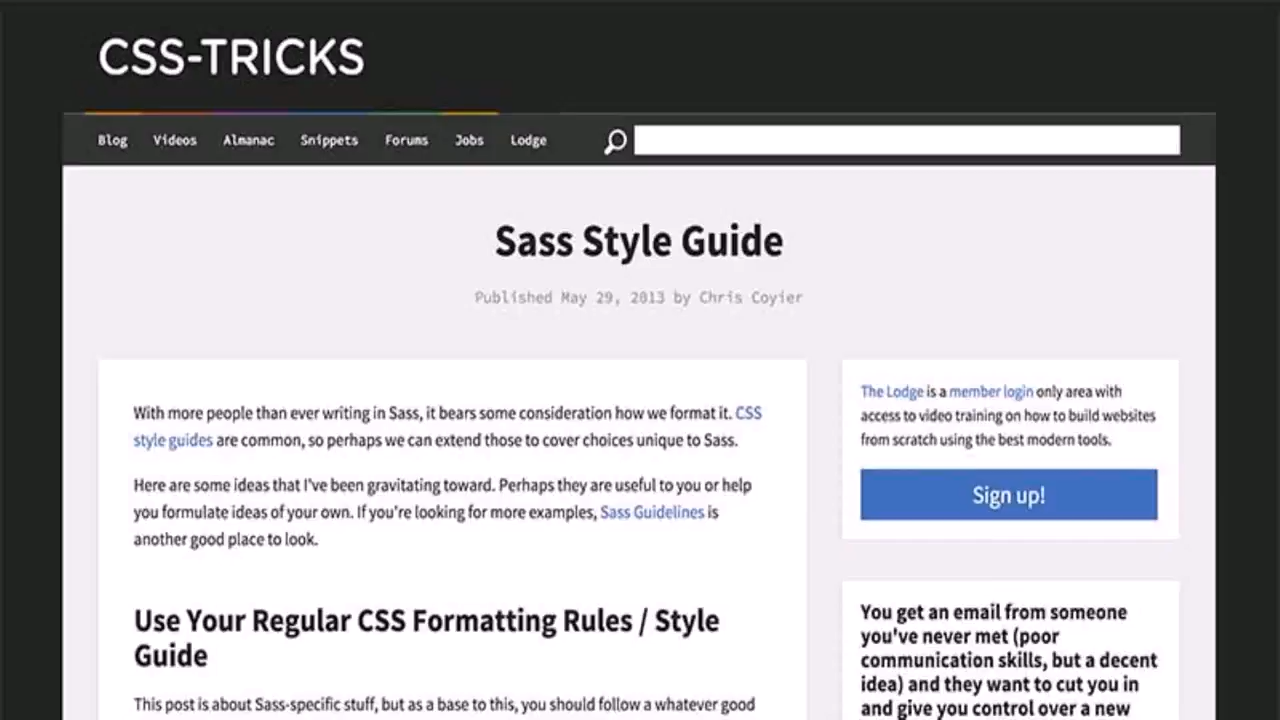 CSS-TRICKS
Blog Videos Almanac Snippets Forums Jobs Lodge
Sass Style Guide
Published May 29, 2013 by Chris Coyier
With more people than ever writing in Sass, it bears some consideration how we format it. CSS
style guides are common, so perhaps we can extend those to cover choices unique to Sass.
Here are some ideas that I've been gravitating toward. Perhaps they are useful to you or help
you formulate ideas of your own. If you're looking for more examples, Sass Guidelines is
another good place to look.
Use Your Regular CSS Formatting Rules / Style
Guide
This post is about Sass-specific stuff, but as a base to this, you should follow a whatever good
The Lodge is a member login only area with
access to video training on how to build websites
from scratch using the best modern tools.
Sign up!
You get an email from someone
you've never met (poor
communication skills, but a decent
idea) and they want to cut you in
and give you control over a new